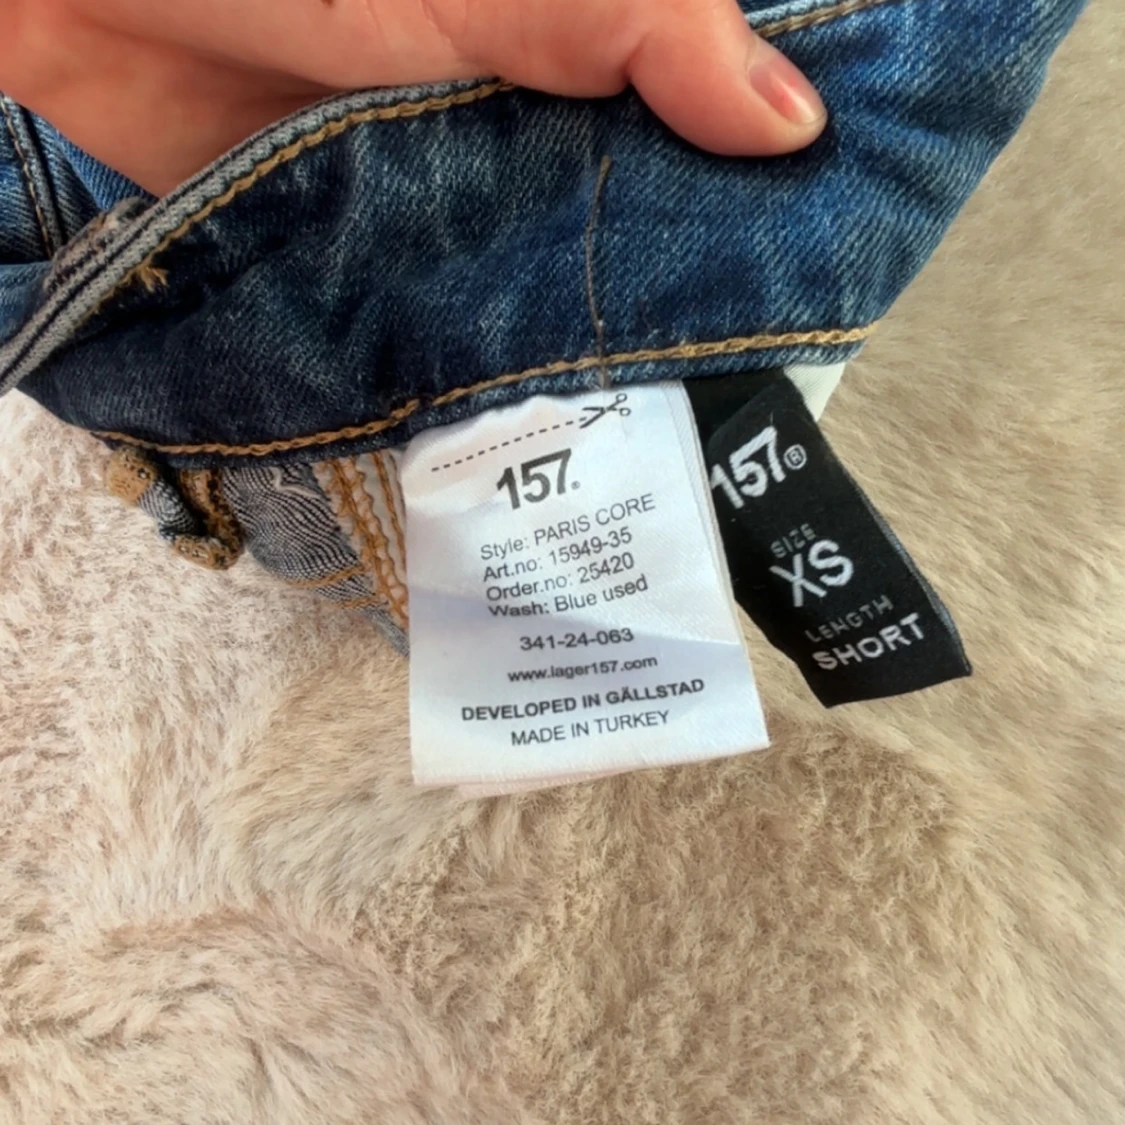 157®
Style: PARIS CORE
Art.no: 15949-35
Order.no: 25420
Wash: Blue used
341-24-063
www.lager157.com
DEVELOPED IN GÄLLSTAD
MADE IN TURKEY
157®
SIZE
XS
LENGTH
SHORT